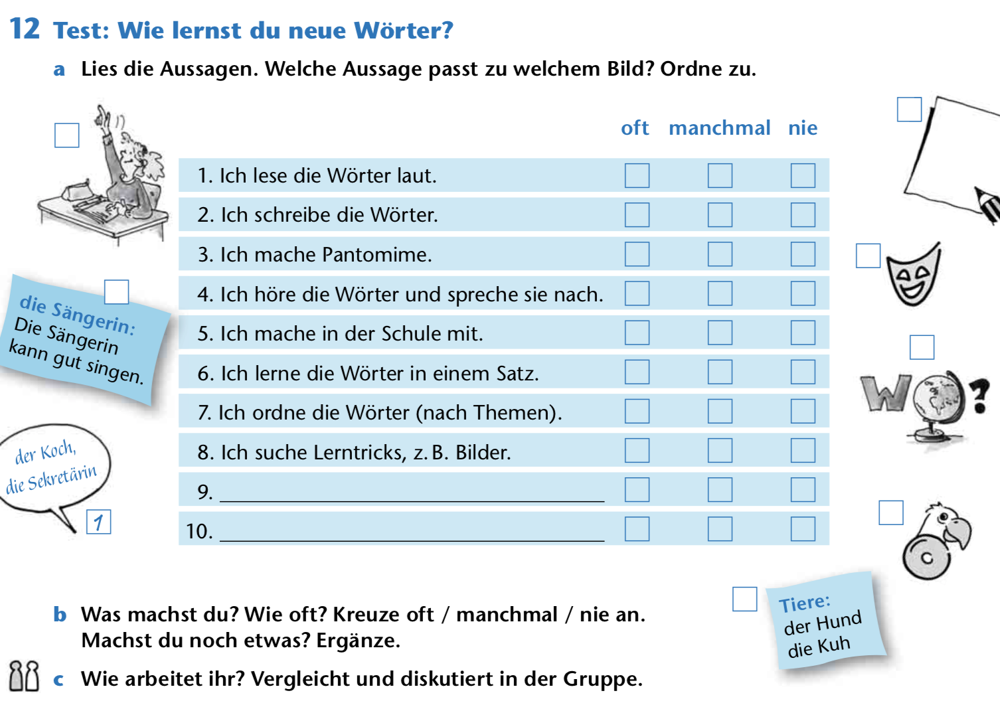 12 Test: Wie lernst du neue Wörter?
a Lies die Aussagen. Welche Aussage passt zu welchem Bild? Ordne zu.
oft manchmal nie
1. Ich lese die Wörter laut.
2. Ich schreibe die Wörter.
3. Ich mache Pantomime.
4. Ich höre die Wörter und spreche sie nach.
5. Ich mache in der Schule mit.
6. Ich lerne die Wörter in einem Satz.
7. Ich ordne die Wörter (nach Themen).
8. Ich suche Lerntricks, z. B. Bilder.
9.
10.
die Sängerin:
Die Sängerin
kann gut singen.
der Koch,
die Sekretärin
1
WO?
C
Tiere:
der Hund
die Kuh
b Was machst du? Wie oft? Kreuze oft / manchmal / nie an.
Machst du noch etwas? Ergänze.
c Wie arbeitet ihr? Vergleicht und diskutiert in der Gruppe.